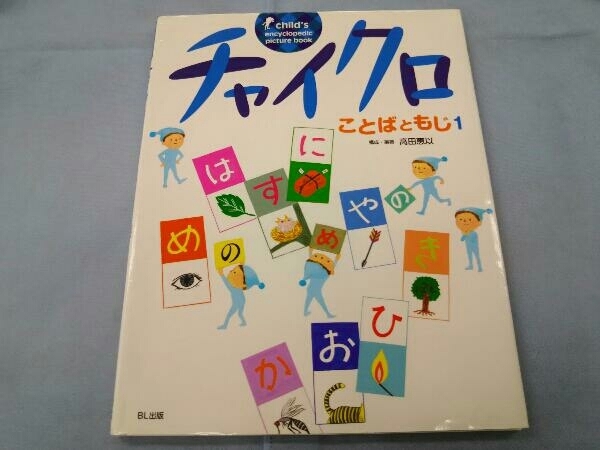 child's
encyclopedic
picture book
チャイクロ
ことばともじ1
構成・編著 高田恵以
に
は
す
や
の
め
の
め
き
ひ
お
か
BL出版